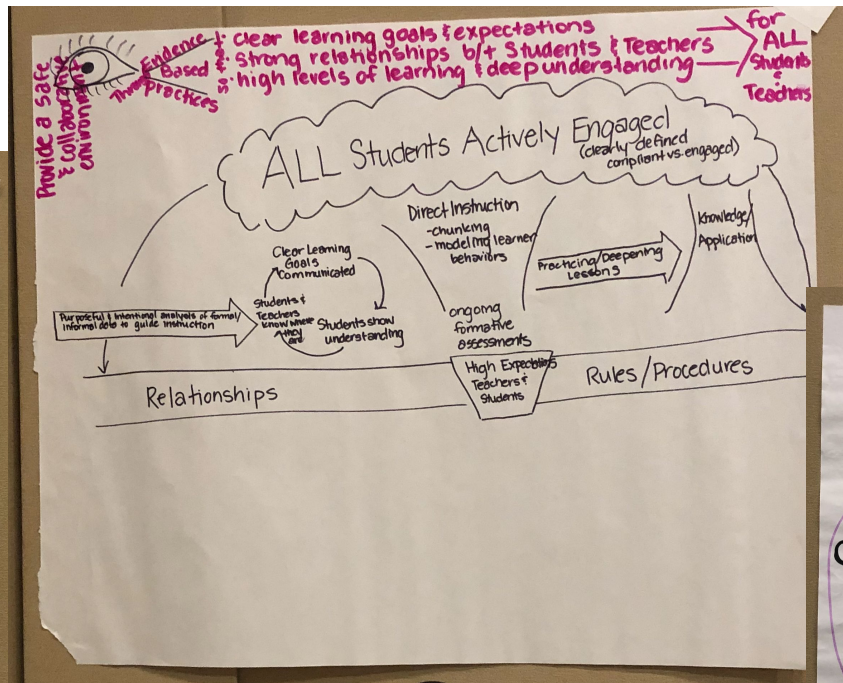 Provide a safe
& collaborative
environment
Through Evidence
Based
practices
clear learning goals & expectations
strong relationships b/t Students & Teachers
high levels of learning & deep understanding
for
ALL
Students
&
Teachers
ALL Students Actively Engaged
(clearly defined
compliant vs. engaged)
Direct Instruction
-chunking
-modeling learner
behaviors
Knowledge/
Application
Clear Learning
Goals
Communicated
Practicing/Deepening
Lessons
Purposeful & intentional analysis of formal/
informal data to guide instruction
Students &
Teachers
know where
they
are
Students show
understanding
ongoing
formative
assessments
High Expectations
Teachers &
Students
Relationships
Rules/Procedures